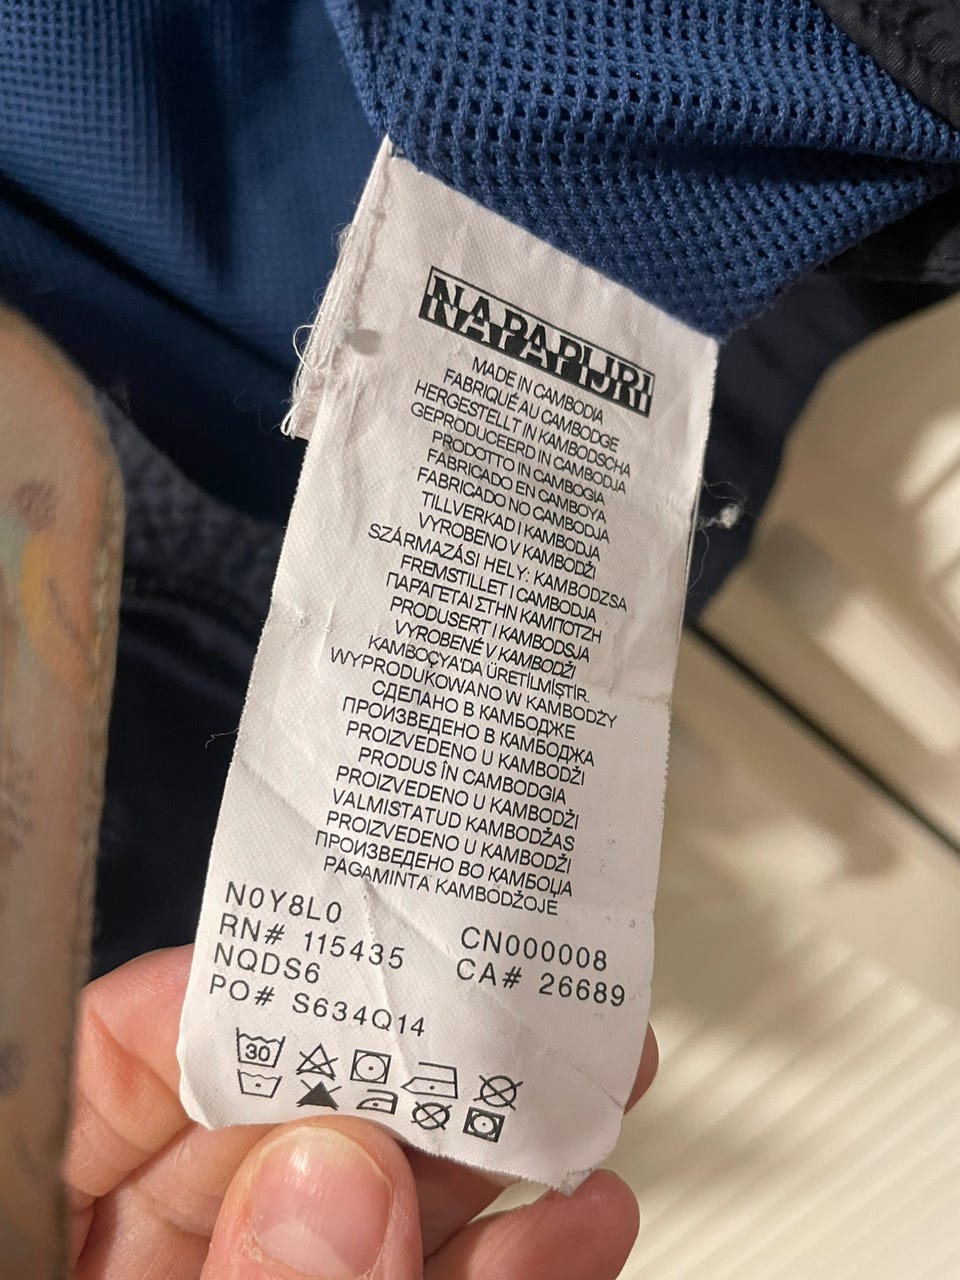 NAPAPIJRI
MADE IN CAMBODIA
FABRIQUÉ AU CAMBODGE
HERGESTELLT IN KAMBODSCHA
GEPRODUCEERD IN CAMBODJA
PRODOTTO IN CAMBOGIA
FABRICADO EN CAMBOYA
FABRICADO NO CAMBODJA
TILLVERKAD I KAMBODJA
VYROBENO V KAMBODŽI
SZÁRMAZÁSI HELY: KAMBODZSA
FREMSTILLET I CAMBODJA
ΠΑΡΑΓΕΤΑΙ ΣΤΗΝ ΚΑΜΠΟΤΖΗ
PRODUSERT I KAMBODSJA
VYROBENÉ V KAMBODŽI
KAMBOÇYA'DA ÜRETİLMİŞTİR.
WYPRODUKOWANO W KAMBODŻY
СДЕЛАНО В КАМБОДЖЕ
ПРОИЗВЕДЕНО В КАМБОДЖА
PROIZVEDENO U KAMBODŽI
PRODUS ÎN CAMBODGIA
PROIZVEDENO U KAMBODŽI
VALMISTATUD KAMBODŽAS
PROIZVEDENO U KAMBODŽI
ПРОИЗВЕДЕНО ВО КАМБОЏА
PAGAMINTA KAMBODŽOJE
N0Y8L0
RN# 115435 CN000008
NQDS6 CA# 26689
PO# S634Q14
30